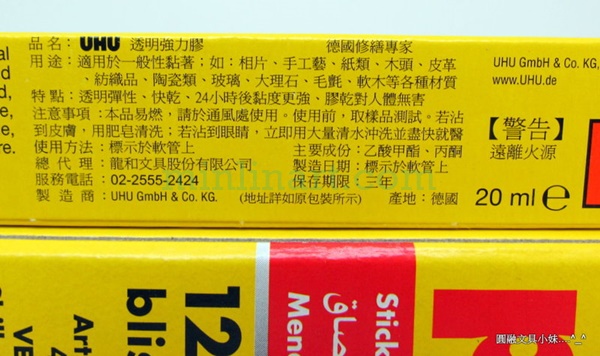 品名：UHU 透明強力膠 德國修繕專家
用途：適用於一般性黏著；如：相片、手工藝、紙類、木頭、皮革
紡織品、陶瓷類、玻璃、大理石、毛氈、軟木等各種材質
特點：透明彈性、快乾、24小時後黏度更強、膠乾對人體無害
注意事項：本品易燃，請於通風處使用。使用前，取樣品測試。若沾
到皮膚，用肥皂清洗；若沾到眼睛，立即用大量清水沖洗並盡快就醫
使用方法：標示於軟管上 主要成份：乙酸甲酯、丙酮
總代理：龍和文具股份有限公司 製造日期：標示於軟管上
服務電話：02-2555-2424 保存期限：三年
製造商：UHU GmbH & Co. KG. (地址詳如原包裝所示) 產地：德國
UHU GmbH & Co. KG,
www.UHU.de
【警告】
遠離火源
20 ml e
12
blis
Art
VE
Stick
لصاق
Mend
圓融文具小妹...^_^